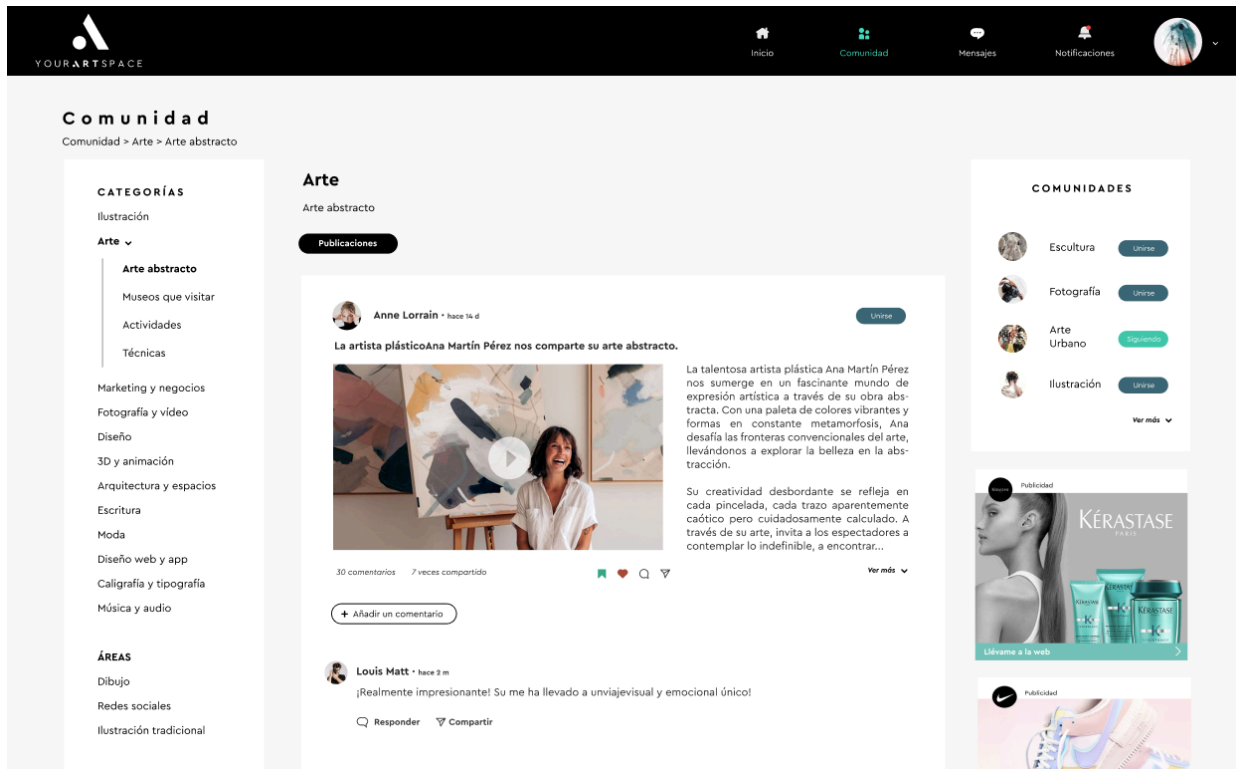 YOURARTSPACE
Inicio
Comunidad
Mensajes
Notificaciones
Comunidad
Comunidad > Arte > Arte abstracto
CATEGORÍAS
Ilustración
Arte
Arte abstracto
Museos que visitar
Actividades
Técnicas
Marketing y negocios
Fotografía y vídeo
Diseño
3D y animación
Arquitectura y espacios
Escritura
Moda
Diseño web y app
Caligrafía y tipografía
Música y audio
ÁREAS
Dibujo
Redes sociales
Ilustración tradicional
Arte
Arte abstracto
Publicaciones
Anne Lorrain · hace 14 d
Unirse
La artista plásticoAna Martín Pérez nos comparte su arte abstracto.
La talentosa artista plástica Ana Martín Pérez
nos sumerge en un fascinante mundo de
expresión artística a través de su obra abs-
tracta. Con una paleta de colores vibrantes y
formas en constante metamorfosis, Ana
desafía las fronteras convencionales del arte,
llevándonos a explorar la belleza en la abs-
tracción.
Su creatividad desbordante se refleja en
cada pincelada, cada trazo aparentemente
caótico pero cuidadosamente calculado. A
través de su arte, invita a los espectadores a
contemplar lo indefinible, a encontrar...
30 comentarios
7 veces compartido
Ver más
+ Añadir un comentario
Louis Matt · hace 2 m
¡Realmente impresionante! Su me ha llevado a unviajevisual y emocional único!
Responder
Compartir
COMUNIDADES
Escultura
Unirse
Fotografía
Unirse
Arte
Urbano
Siguiendo
Ilustración
Unirse
Ver más
Publicidad
KÉRASTASE
PARIS
KÉRASTASE
KÉRASTASE
KÉRASTASE
Llévame a la web
Publicidad